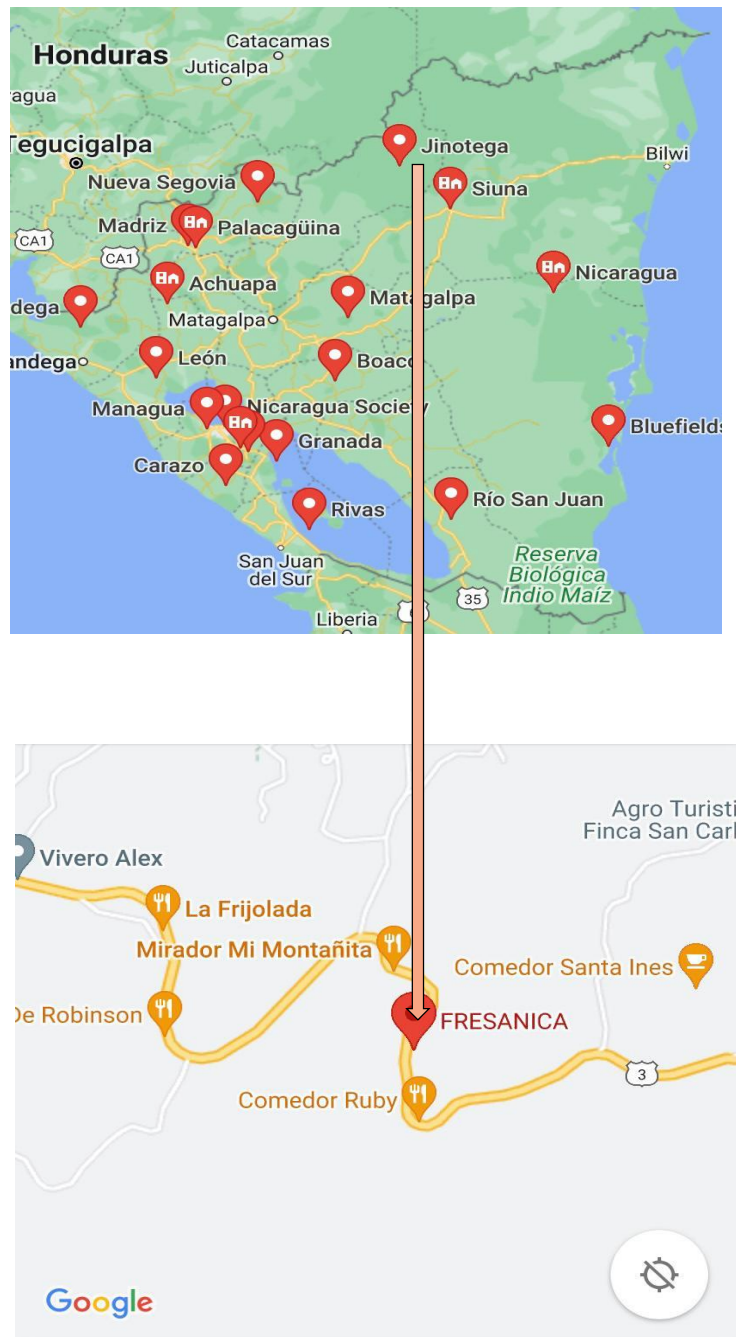 Catacamas
Honduras
Juticalpa
agua
Tegucigalpa
Jinotega
Bilwi
Nueva Segovia
Siuna
Madriz
Palacagüina
CA1
CA1
Nicaragua
Achuapa
dega
Matagalpa
Matagalpa
andega
León
Boaco
Managua
Nicaragua Society
Bluefields
Granada
Carazo
Río San Juan
Rivas
San Juan
del Sur
Reserva
Biológica
Indio Maíz
35
6
Liberia
Agro Turisti
Finca San Carl
Vivero Alex
La Frijolada
Mirador Mi Montañita
Comedor Santa Ines
De Robinson
FRESANICA
3
Comedor Ruby
Google